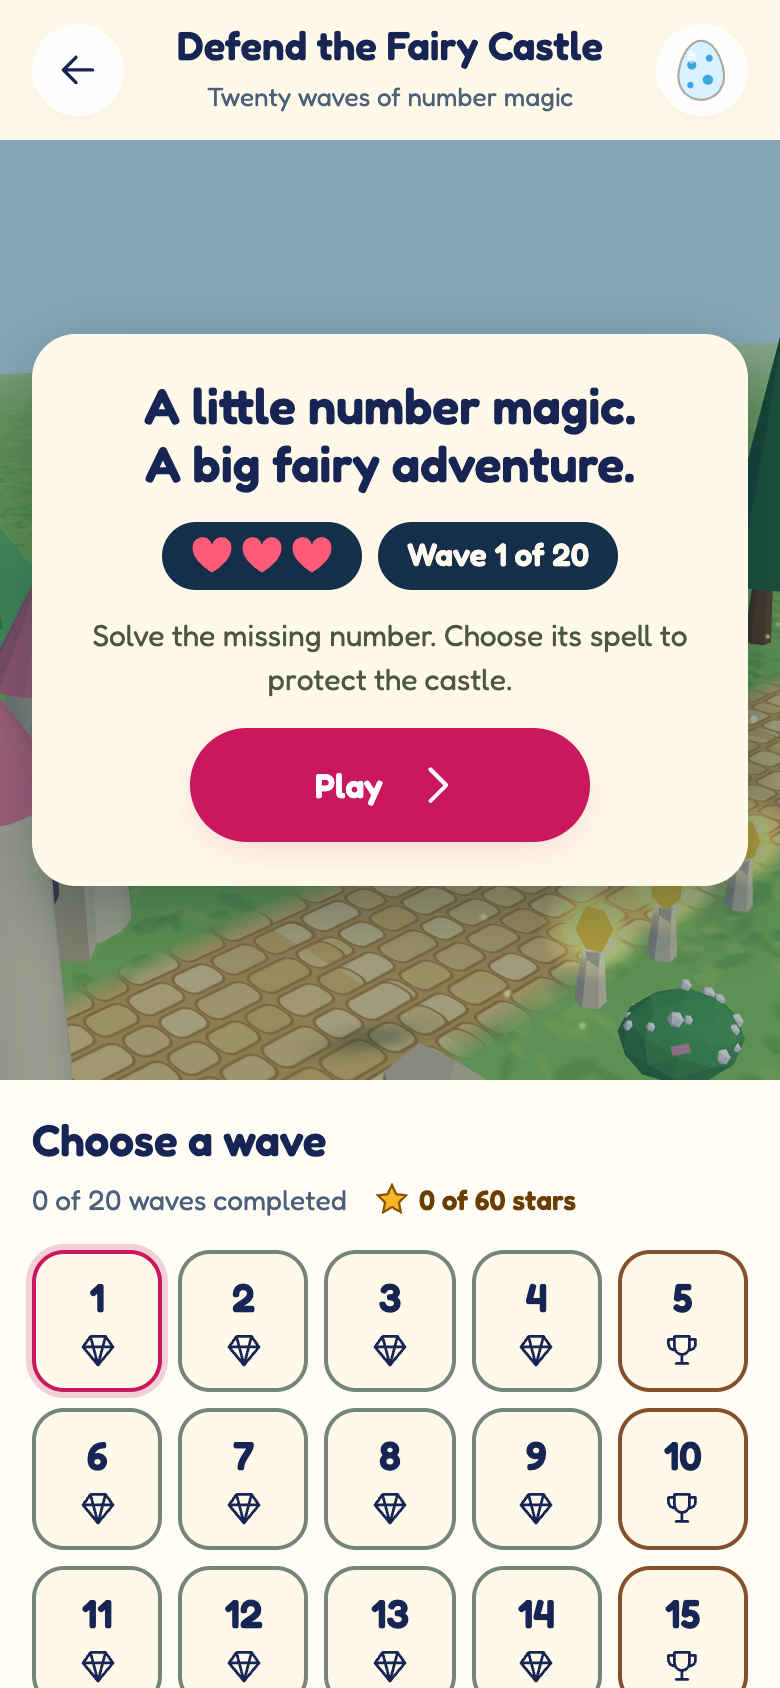 Defend the Fairy Castle
Twenty waves of number magic
A little number magic.
A big fairy adventure.
Wave 1 of 20
Solve the missing number. Choose its spell to
protect the castle.
Play
Choose a wave
0 of 20 waves completed
0 of 60 stars
1
2
3
4
5
6
7
8
9
10
11
12
13
14
15